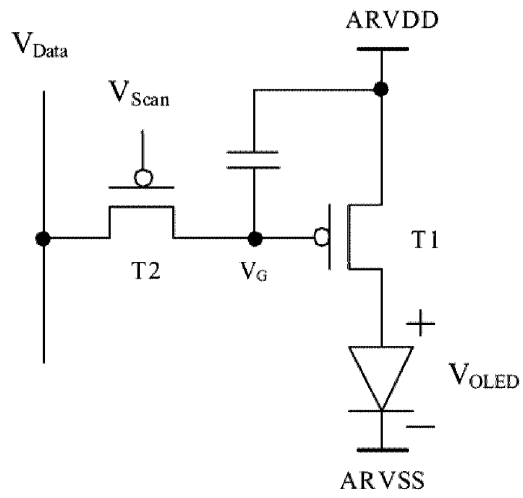 ARVDD
V_Data
V_Scan
T1
T2
V_G
+
V_OLED
−
ARVSS